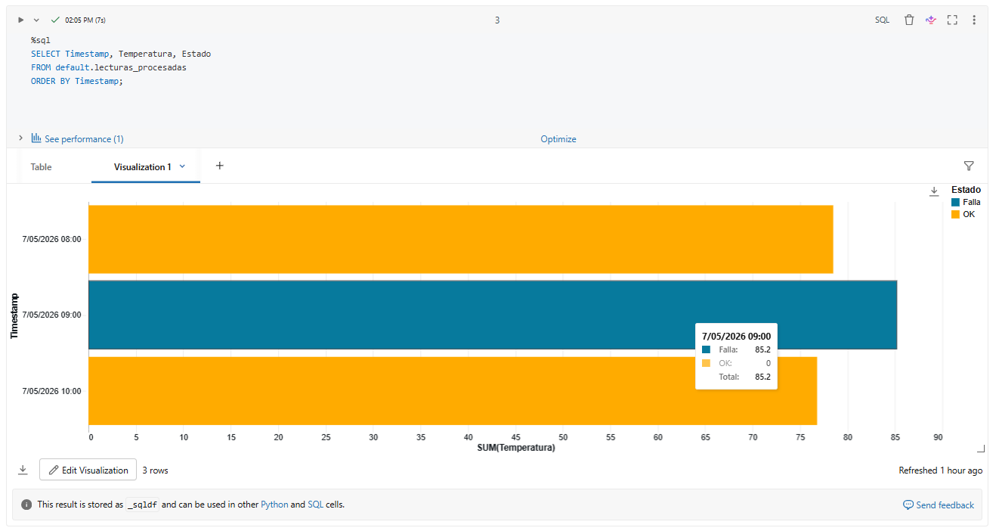 02:05 PM (7s)
3
SQL
%sql
SELECT Timestamp, Temperatura, Estado
FROM default.lecturas_procesadas
ORDER BY Timestamp;
See performance (1)
Optimize
Table
Visualization 1
+
Estado
Falla
OK
7/05/2026 08:00
7/05/2026 09:00
7/05/2026 10:00
Timestamp
7/05/2026 09:00
Falla: 85.2
OK: 0
Total: 85.2
0 5 10 15 20 25 30 35 40 45 50 55 60 65 70 75 80 85 90
SUM(Temperatura)
Edit Visualization
3 rows
Refreshed 1 hour ago
This result is stored as _sqldf and can be used in other Python and SQL cells.
Send feedback